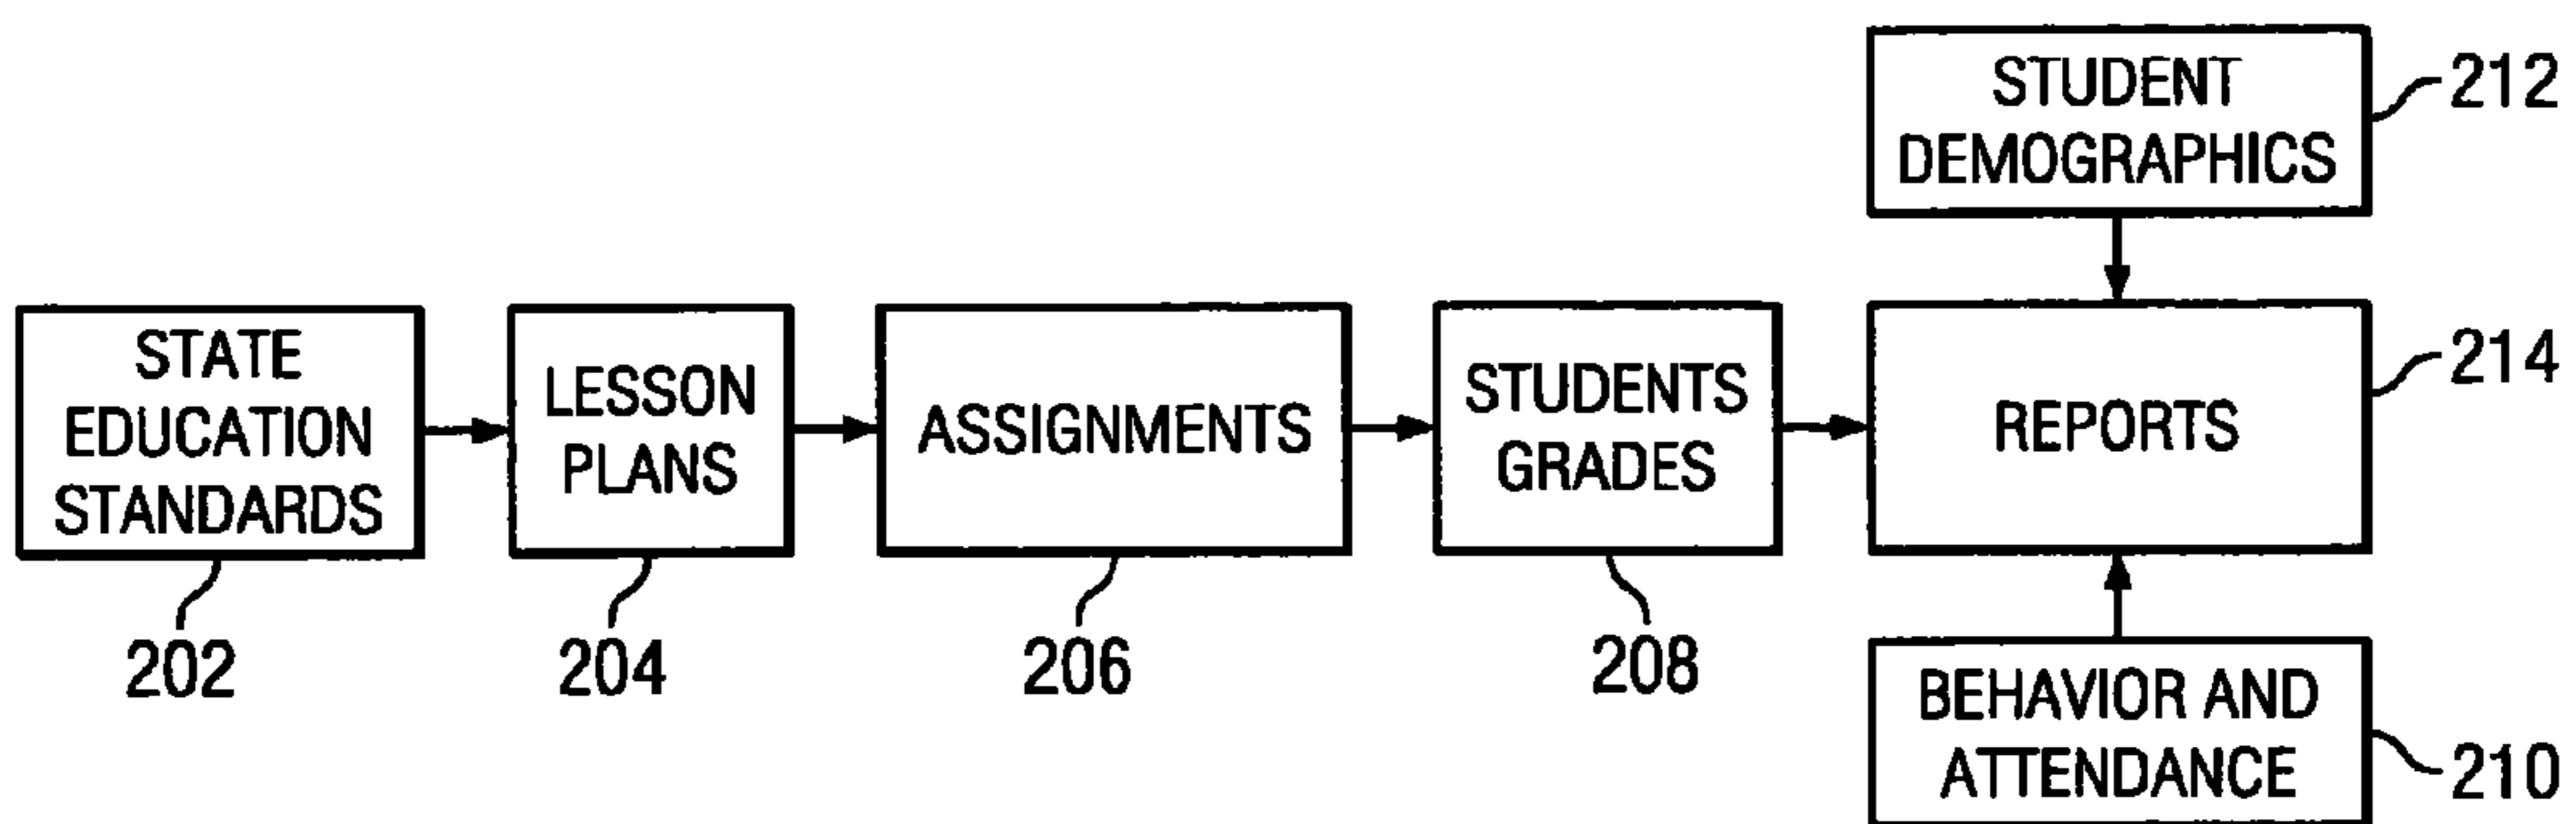 STUDENT
DEMOGRAPHICS
212
STATE
EDUCATION
STANDARDS
202
LESSON
PLANS
204
ASSIGNMENTS
206
STUDENTS
GRADES
208
REPORTS
214
BEHAVIOR AND
ATTENDANCE
210